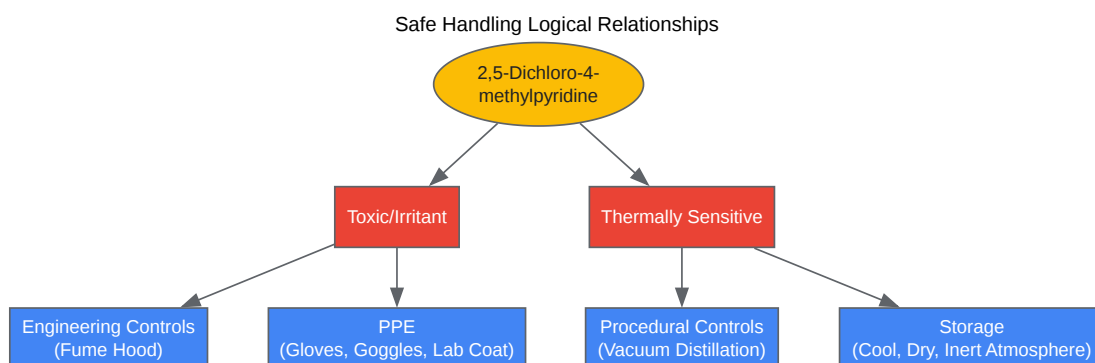 Safe Handling Logical Relationships
2,5-Dichloro-4-
methylpyridine
Toxic/Irritant
Thermally Sensitive
Engineering Controls
(Fume Hood)
PPE
(Gloves, Goggles, Lab Coat)
Procedural Controls
(Vacuum Distillation)
Storage
(Cool, Dry, Inert Atmosphere)